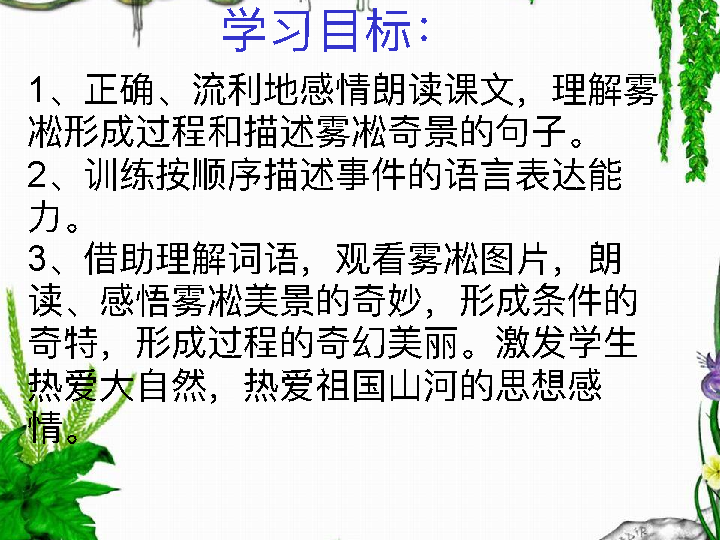 学习目标：
1、正确、流利地感情朗读课文，理解雾
凇形成过程和描述雾凇奇景的句子。
2、训练按顺序描述事件的语言表达能
力。
3、借助理解词语，观看雾凇图片，朗
读、感悟雾凇美景的奇妙，形成条件的
奇特，形成过程的奇幻美丽。激发学生
热爱大自然，热爱祖国山河的思想感
情。